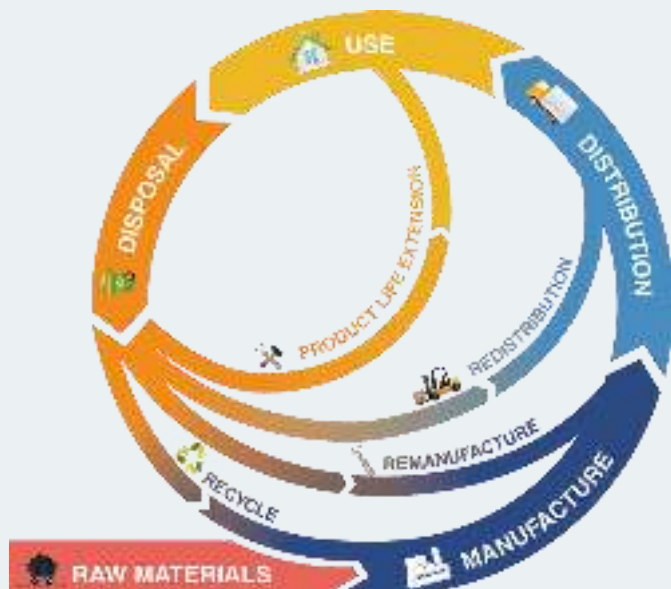 USE
DISTRIBUTION
DISPOSAL
PRODUCT LIFE EXTENSION
REDISTRIBUTION
REMANUFACTURE
RECYCLE
MANUFACTURE
RAW MATERIALS